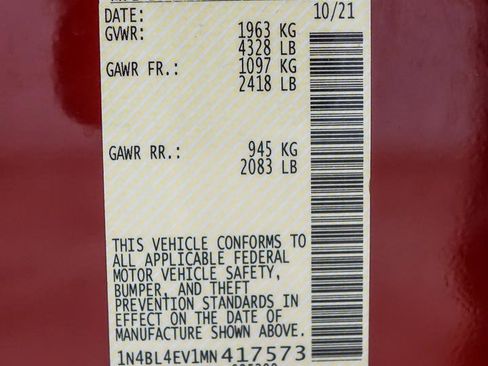 DATE: 10/21
GVWR: 1963 KG
4328 LB
GAWR FR.: 1097 KG
2418 LB
GAWR RR.: 945 KG
2083 LB
THIS VEHICLE CONFORMS TO
ALL APPLICABLE FEDERAL
MOTOR VEHICLE SAFETY,
BUMPER, AND THEFT
PREVENTION STANDARDS IN
EFFECT ON THE DATE OF
MANUFACTURE SHOWN ABOVE.
1N4BL4EV1MN417573